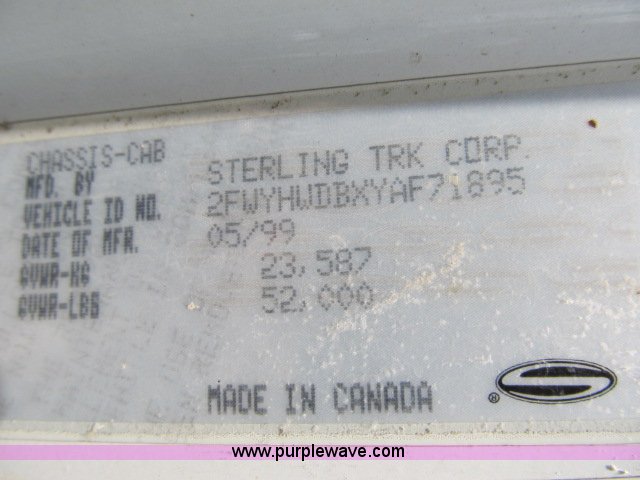 CHASSIS-CAB
MFD. BY STERLING TRK CORP.
VEHICLE ID NO. 2FWYHWDBXYAF71895
DATE OF MFR. 05/99
GVWR-KG 23,587
GVWR-LBS 52,000
MADE IN CANADA
®
www.purplewave.com